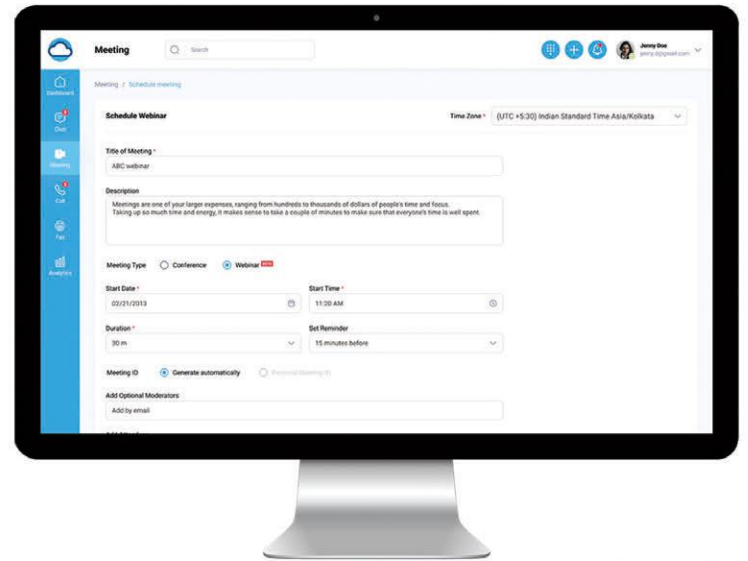 Meeting
Search
Jenny Doe
Meeting / Schedule meeting
Dashboard
Chat
Meeting
Call
Fax
Analytics
Schedule Webinar
Time Zone *
(UTC +5:30) Indian Standard Time Asia/Kolkata
Title of Meeting *
ABC webinar
Description
Meetings are one of your larger expenses, ranging from hundreds to thousands of dollars of people's time and focus.
Taking up so much time and energy, it makes sense to take a couple of minutes to make sure that everyone's time is well spent.
Meeting Type
Conference
Webinar
Start Date *
Start Time *
02/21/2013
11:20 AM
Duration *
Set Reminder
30 m
15 minutes before
Meeting ID
Generate automatically
Personal Meeting ID
Add Optional Moderators
Add by email